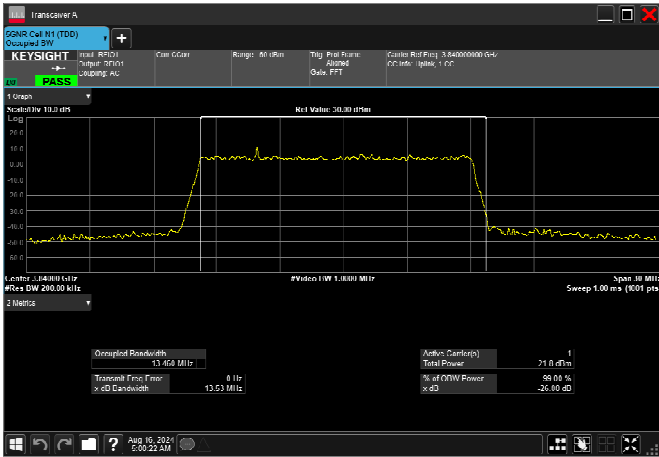 Transceiver A
5GNR Cell N1 (TDD)
Occupied BW
KEYSIGHT
PASS
Input: RFIO1
Output: RFIO1
Coupling: AC
Corr CCorr
Range: -60 dBm
Trig: Prot Frame
Aligned
Gate: FFT
Carrier Ref Freq: 3.840000000 GHz
CC Info: Uplink, 1 CC
1 Graph
Scale/Div 10.0 dB
Ref Value 30.00 dBm
Log
20.0
10.0
0.00
-10.0
-20.0
-30.0
-40.0
-50.0
-60.0
Center 3.84000 GHz
#Video BW 1.0000 MHz
Span 30 MHz
#Res BW 200.00 kHz
Sweep 1.00 ms (1001 pts
2 Metrics
Occupied Bandwidth
13.460 MHz
Transmit Freq Error
0 Hz
x dB Bandwidth
13.53 MHz
Active Carrier(s)
1
Total Power
21.8 dBm
% of OBW Power
99.00 %
x dB
-26.00 dB
Aug 16, 2024
5:00:22 AM